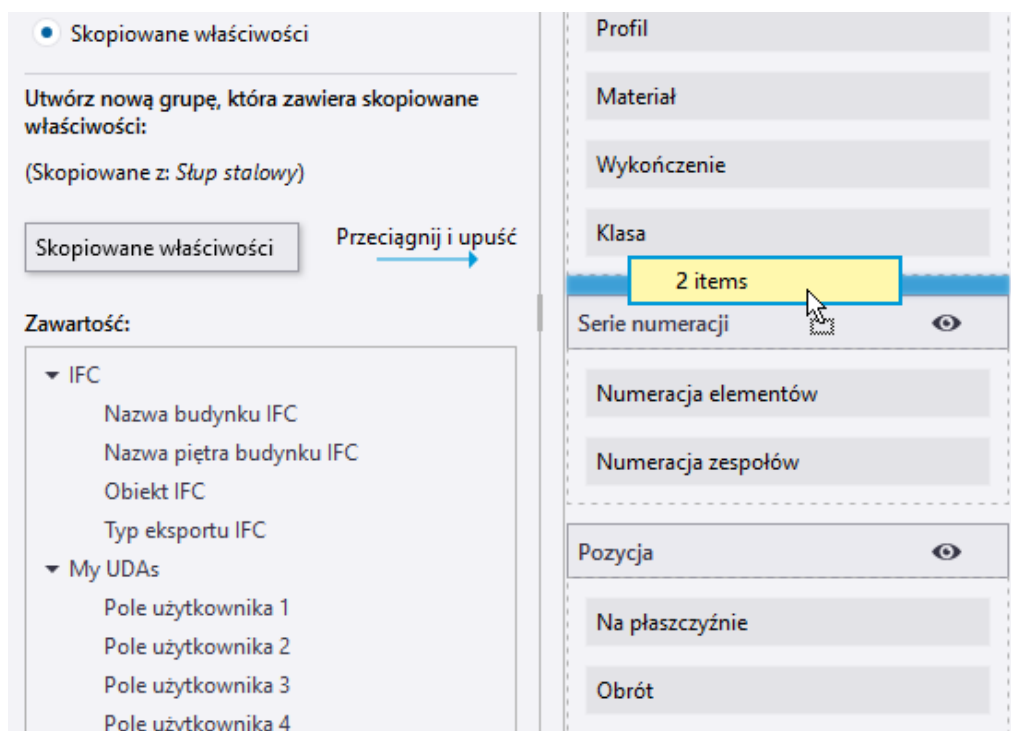 Skopiowane właściwości
Utwórz nową grupę, która zawiera skopiowane
właściwości:
(Skopiowane z: Słup stalowy)
Skopiowane właściwości
Przeciągnij i upuść
Zawartość:
IFC
Nazwa budynku IFC
Nazwa piętra budynku IFC
Obiekt IFC
Typ eksportu IFC
My UDAs
Pole użytkownika 1
Pole użytkownika 2
Pole użytkownika 3
Pole użytkownika 4
Profil
Materiał
Wykończenie
Klasa
2 items
Serie numeracji
Numeracja elementów
Numeracja zespołów
Pozycja
Na płaszczyźnie
Obrót